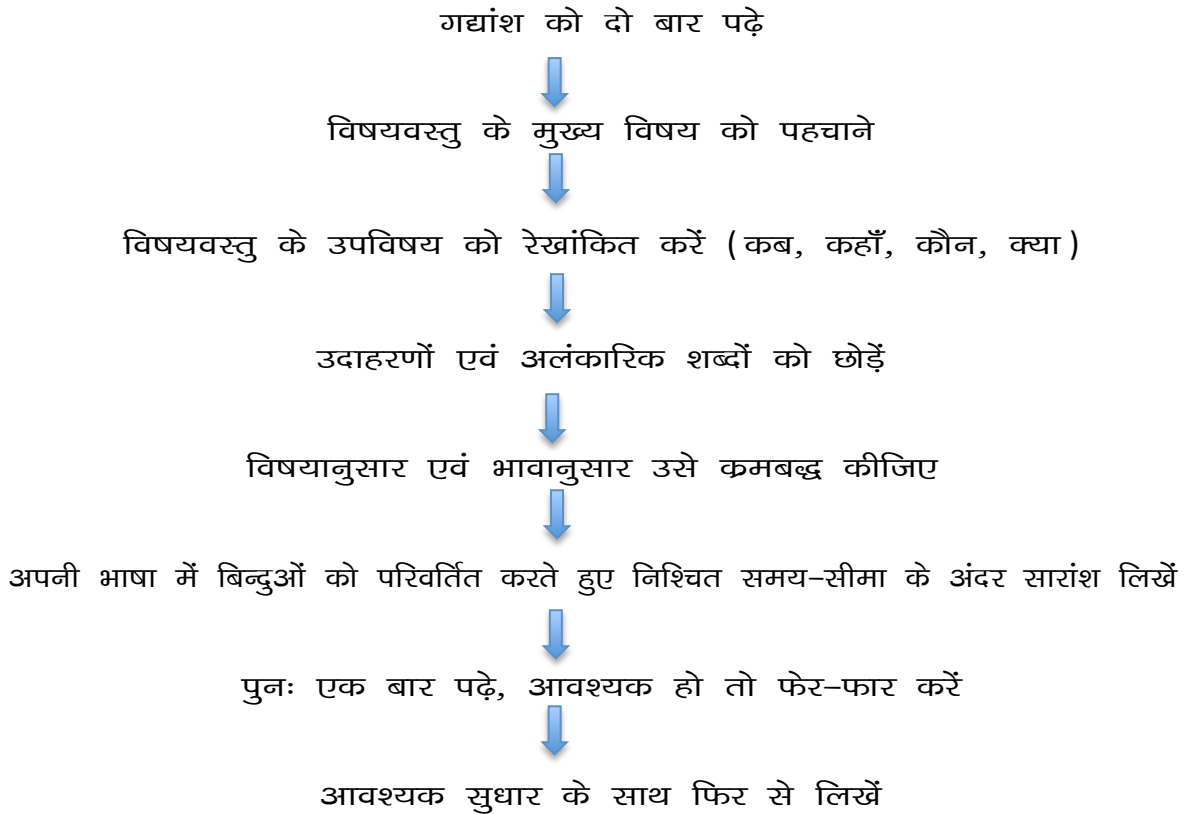 गद्यांश को दो बार पढ़े
विषयवस्तु के मुख्य विषय को पहचाने
विषयवस्तु के उपविषय को रेखांकित करें (कब, कहाँ, कौन, क्या)
उदाहरणों एवं अलंकारिक शब्दों को छोड़ें
विषयानुसार एवं भावानुसार उसे क्रमबद्ध कीजिए
अपनी भाषा में बिन्दुओं को परिवर्तित करते हुए निश्चित समय-सीमा के अंदर सारांश लिखें
पुनः एक बार पढ़े, आवश्यक हो तो फेर-फार करें
आवश्यक सुधार के साथ फिर से लिखें